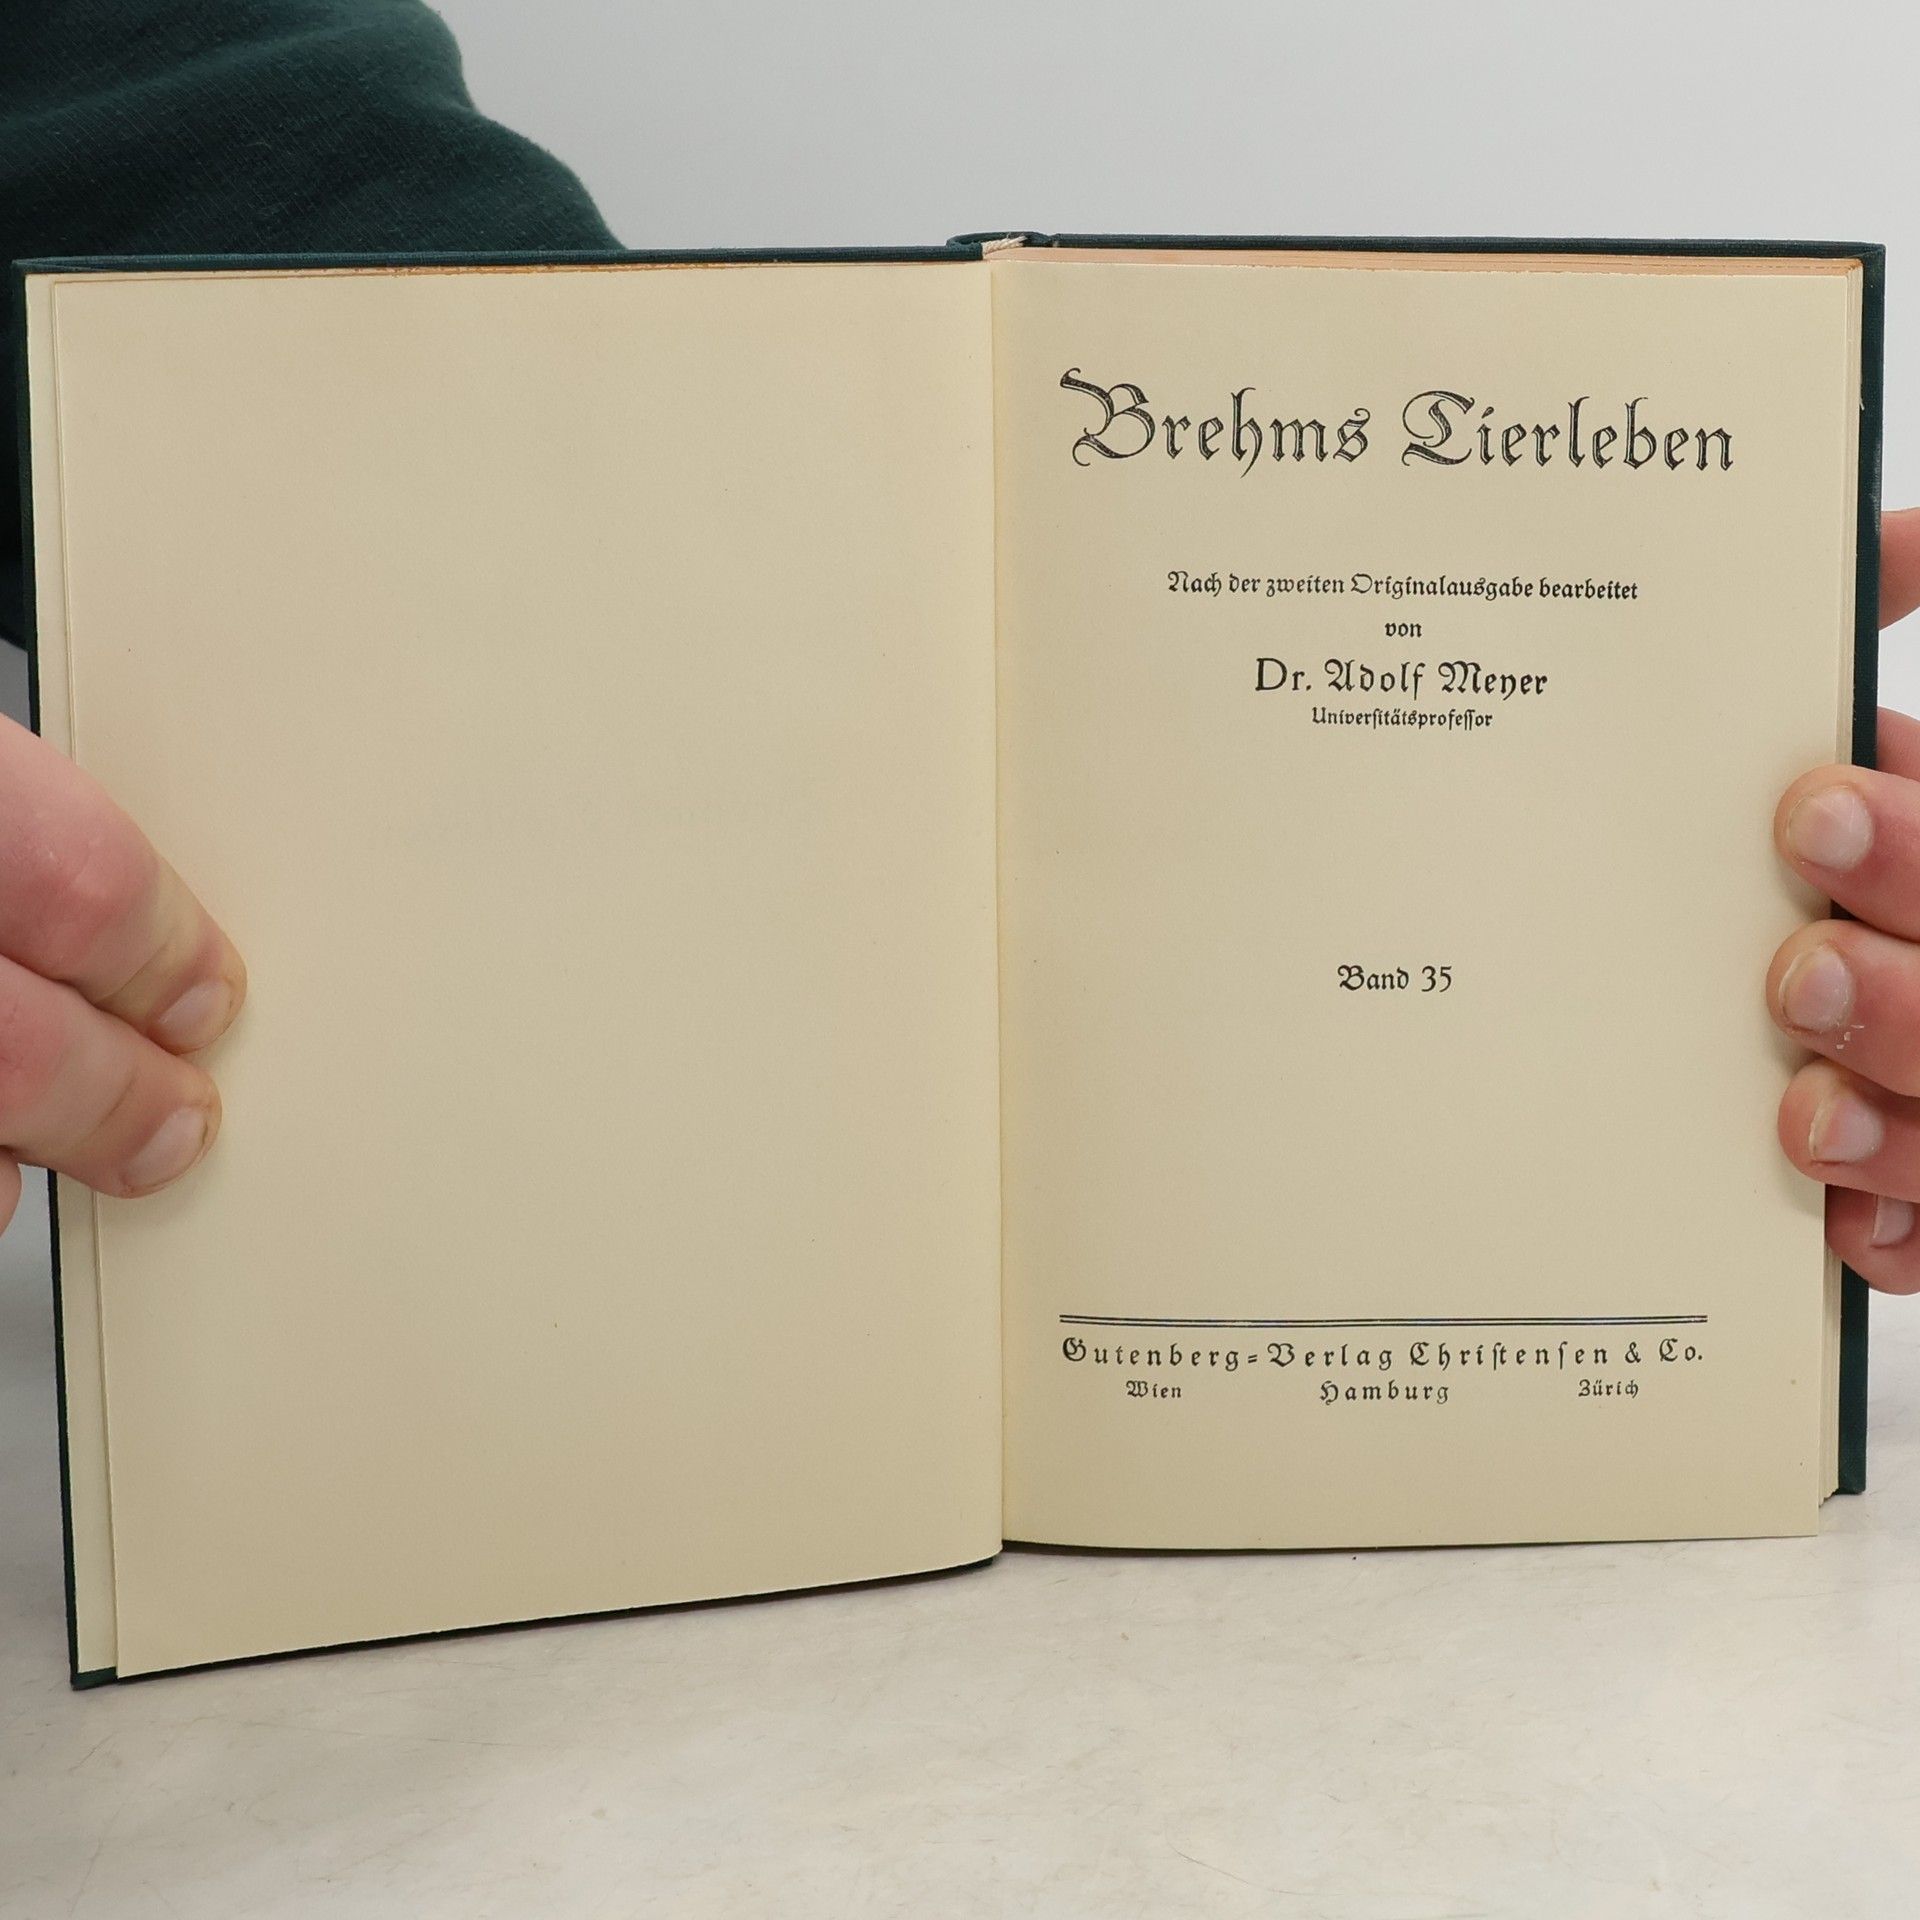 Brehms Tierleben
Nach der zweiten Originalausgabe bearbeitet
von
Dr. Adolf Meyer
Univerſitätsprofeſſor
Band 35
Gutenberg=Verlag Chriſtenſen & Co.
Wien Hamburg Zürich